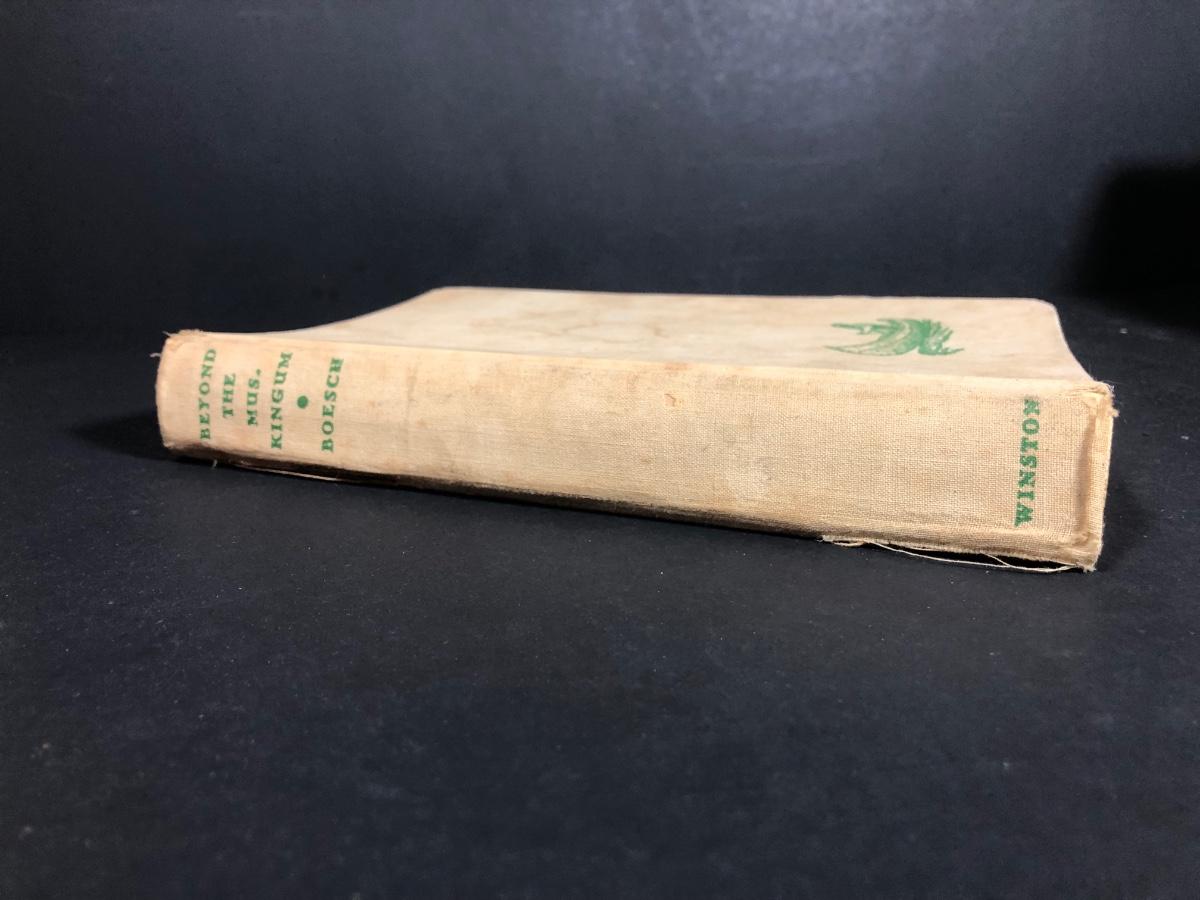 BEYOND
THE
MUS.
KINGUM
•
BOESCH
WINSTON